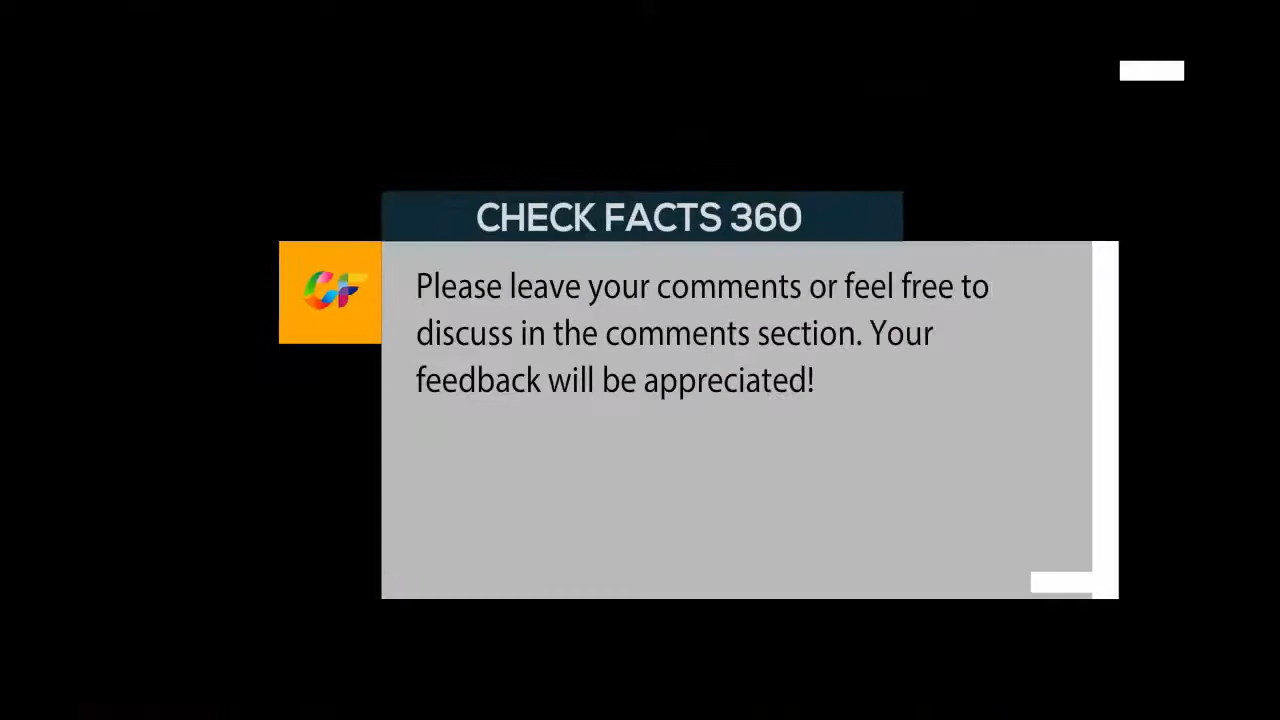 CHECK FACTS 360
CF
Please leave your comments or feel free to
discuss in the comments section. Your
feedback will be appreciated!